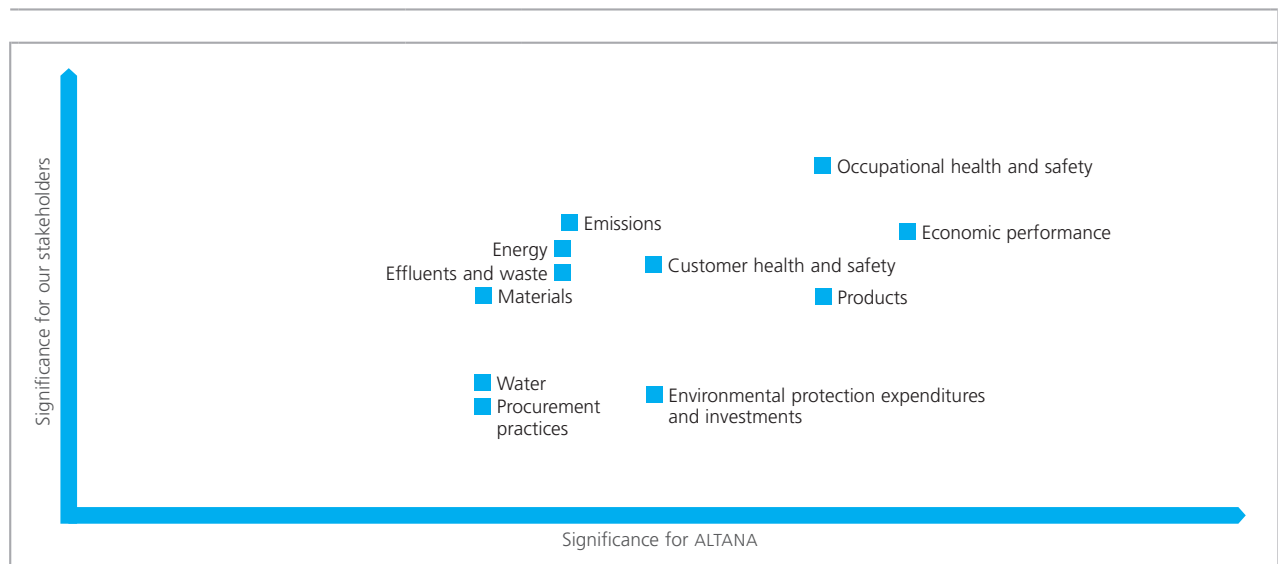 Significance for our stakeholders
Occupational health and safety
Emissions
Economic performance
Energy
Customer health and safety
Effluents and waste
Materials
Products
Water
Environmental protection expenditures
and investments
Procurement
practices
Significance for ALTANA